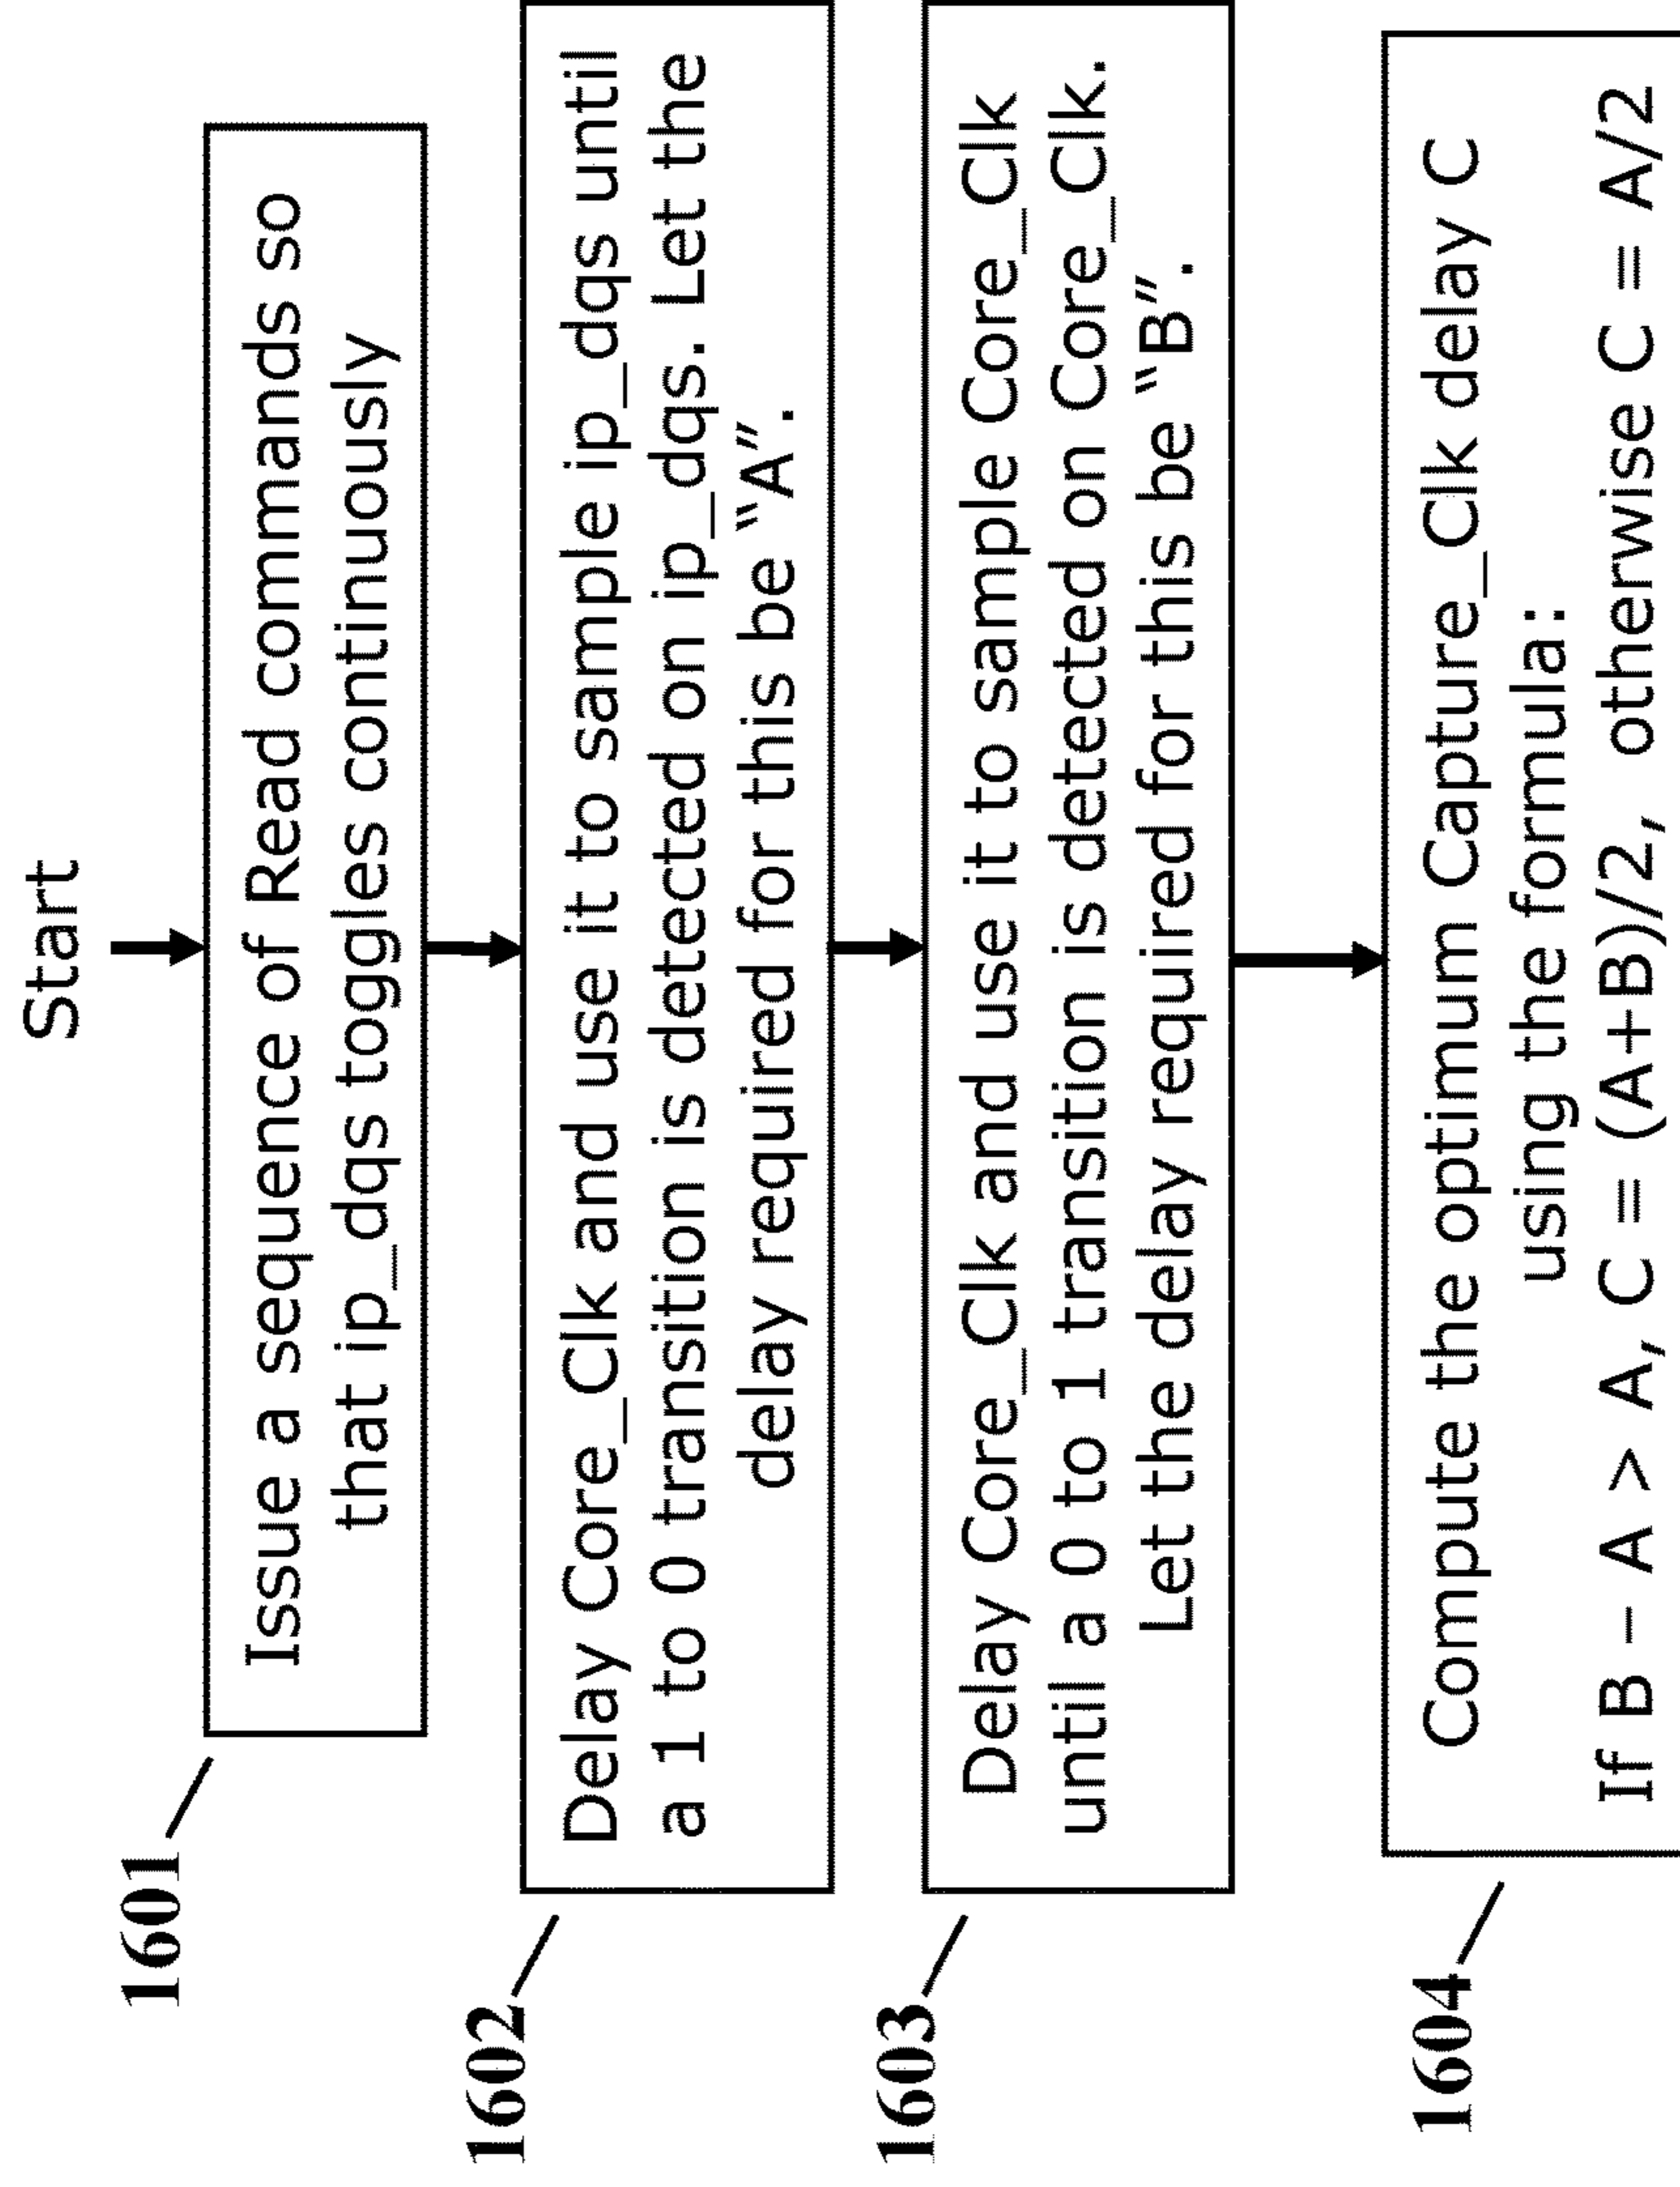 Start
1601
Issue a sequence of Read commands so
that ip_dqs toggles continuously
1602
Delay Core_Clk and use it to sample ip_dqs until
a 1 to 0 transition is detected on ip_dqs. Let the
delay required for this be “A”.
1603
Delay Core_Clk and use it to sample Core_Clk
until a 0 to 1 transition is detected on Core_Clk.
Let the delay required for this be “B”.
1604
Compute the optimum Capture_Clk delay C
using the formula:
If B – A > A, C = (A+B)/2, otherwise C = A/2